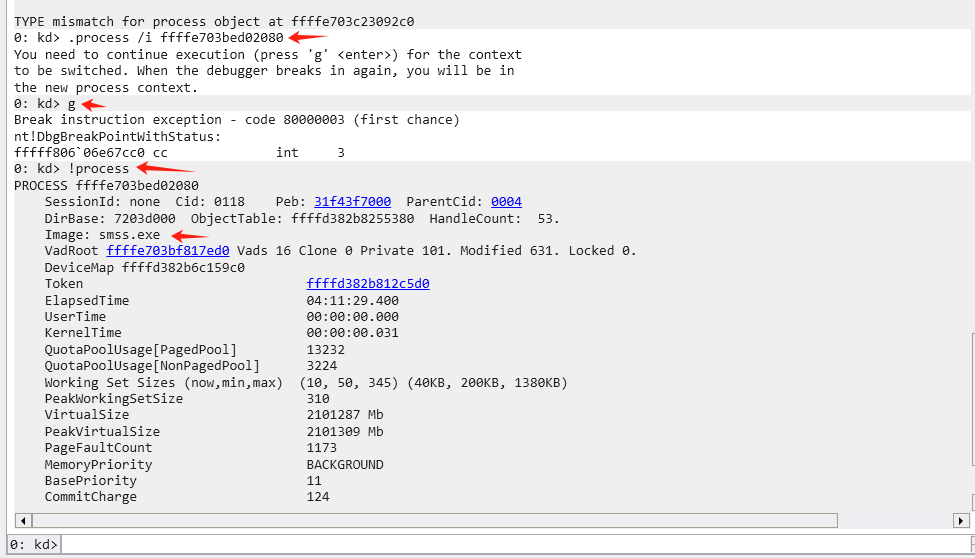 TYPE mismatch for process object at ffffe703c23092c0
0: kd> .process /i ffffe703bed02080
You need to continue execution (press 'g' <enter>) for the context
to be switched. When the debugger breaks in again, you will be in
the new process context.
0: kd> g
Break instruction exception - code 80000003 (first chance)
nt!DbgBreakPointWithStatus:
fffff806`06e67cc0 cc              int     3
0: kd> !process
PROCESS ffffe703bed02080
    SessionId: none  Cid: 0118    Peb: 31f43f7000  ParentCid: 0004
    DirBase: 7203d000  ObjectTable: ffffd382b8255380  HandleCount:  53.
    Image: smss.exe
    VadRoot ffffe703bf817ed0 Vads 16 Clone 0 Private 101. Modified 631. Locked 0.
    DeviceMap ffffd382b6c159c0
    Token                             ffffd382b812c5d0
    ElapsedTime                       04:11:29.400
    UserTime                          00:00:00.000
    KernelTime                        00:00:00.031
    QuotaPoolUsage[PagedPool]         13232
    QuotaPoolUsage[NonPagedPool]      3224
    Working Set Sizes (now,min,max)  (10, 50, 345) (40KB, 200KB, 1380KB)
    PeakWorkingSetSize                310
    VirtualSize                       2101287 Mb
    PeakVirtualSize                   2101309 Mb
    PageFaultCount                    1173
    MemoryPriority                    BACKGROUND
    BasePriority                      11
    CommitCharge                      124
0: kd>